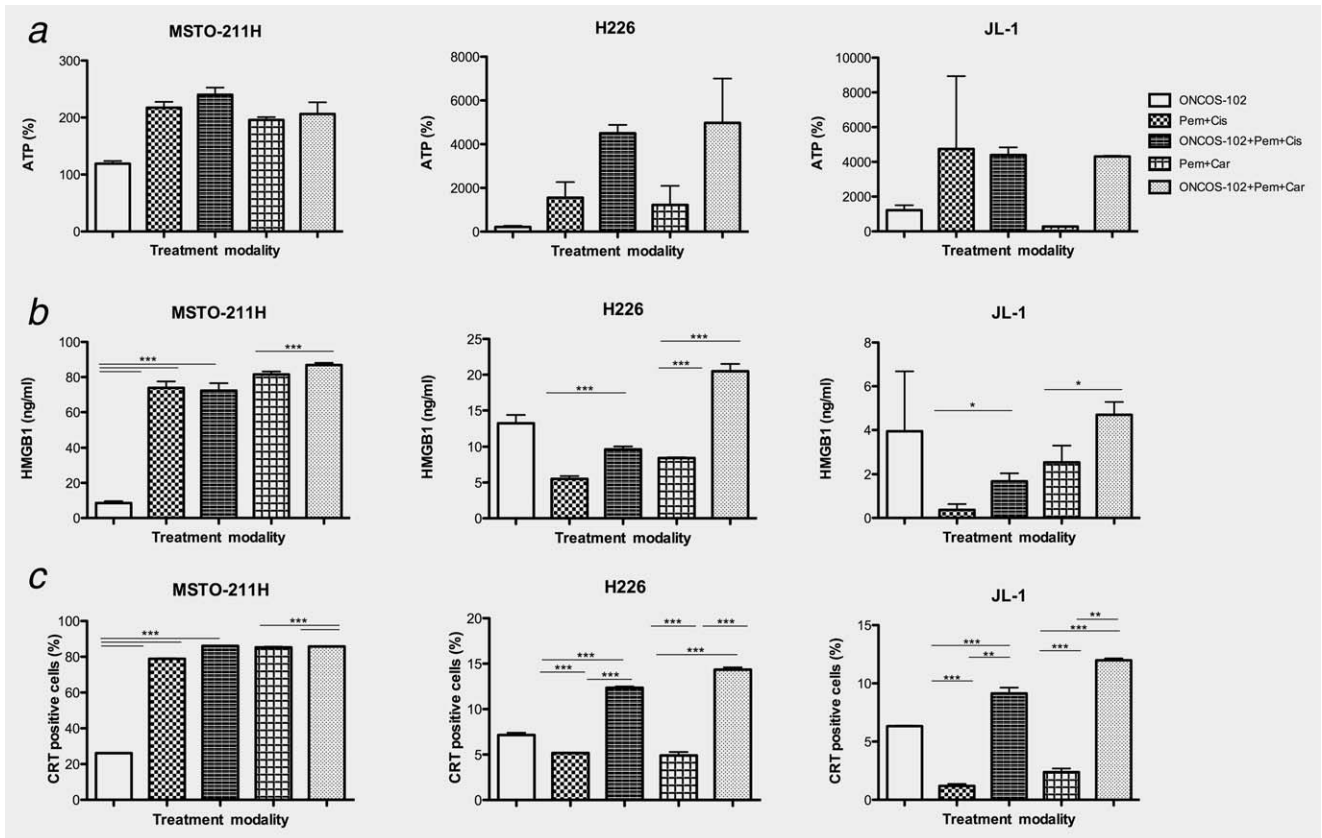 a
MSTO-211H
H226
JL-1
ATP (%)
300
200
100
0
Treatment modality
ATP (%)
8000
6000
4000
2000
0
Treatment modality
ATP (%)
10000
8000
6000
4000
2000
0
Treatment modality
ONCOS-102
Pem+Cis
ONCOS-102+Pem+Cis
Pem+Car
ONCOS-102+Pem+Car
b
MSTO-211H
H226
JL-1
HMGB1 (ng/ml)
100
80
60
40
20
0
***
***
Treatment modality
HMGB1 (ng/ml)
25
20
15
10
5
0
***
***
***
Treatment modality
HMGB1 (ng/ml)
8
6
4
2
0
*
*
Treatment modality
c
MSTO-211H
H226
JL-1
CRT positive cells (%)
100
80
60
40
20
0
***
***
Treatment modality
CRT positive cells (%)
20
15
10
5
0
***
***
***
***
***
***
Treatment modality
CRT positive cells (%)
15
10
5
0
**
***
***
***
**
***
Treatment modality